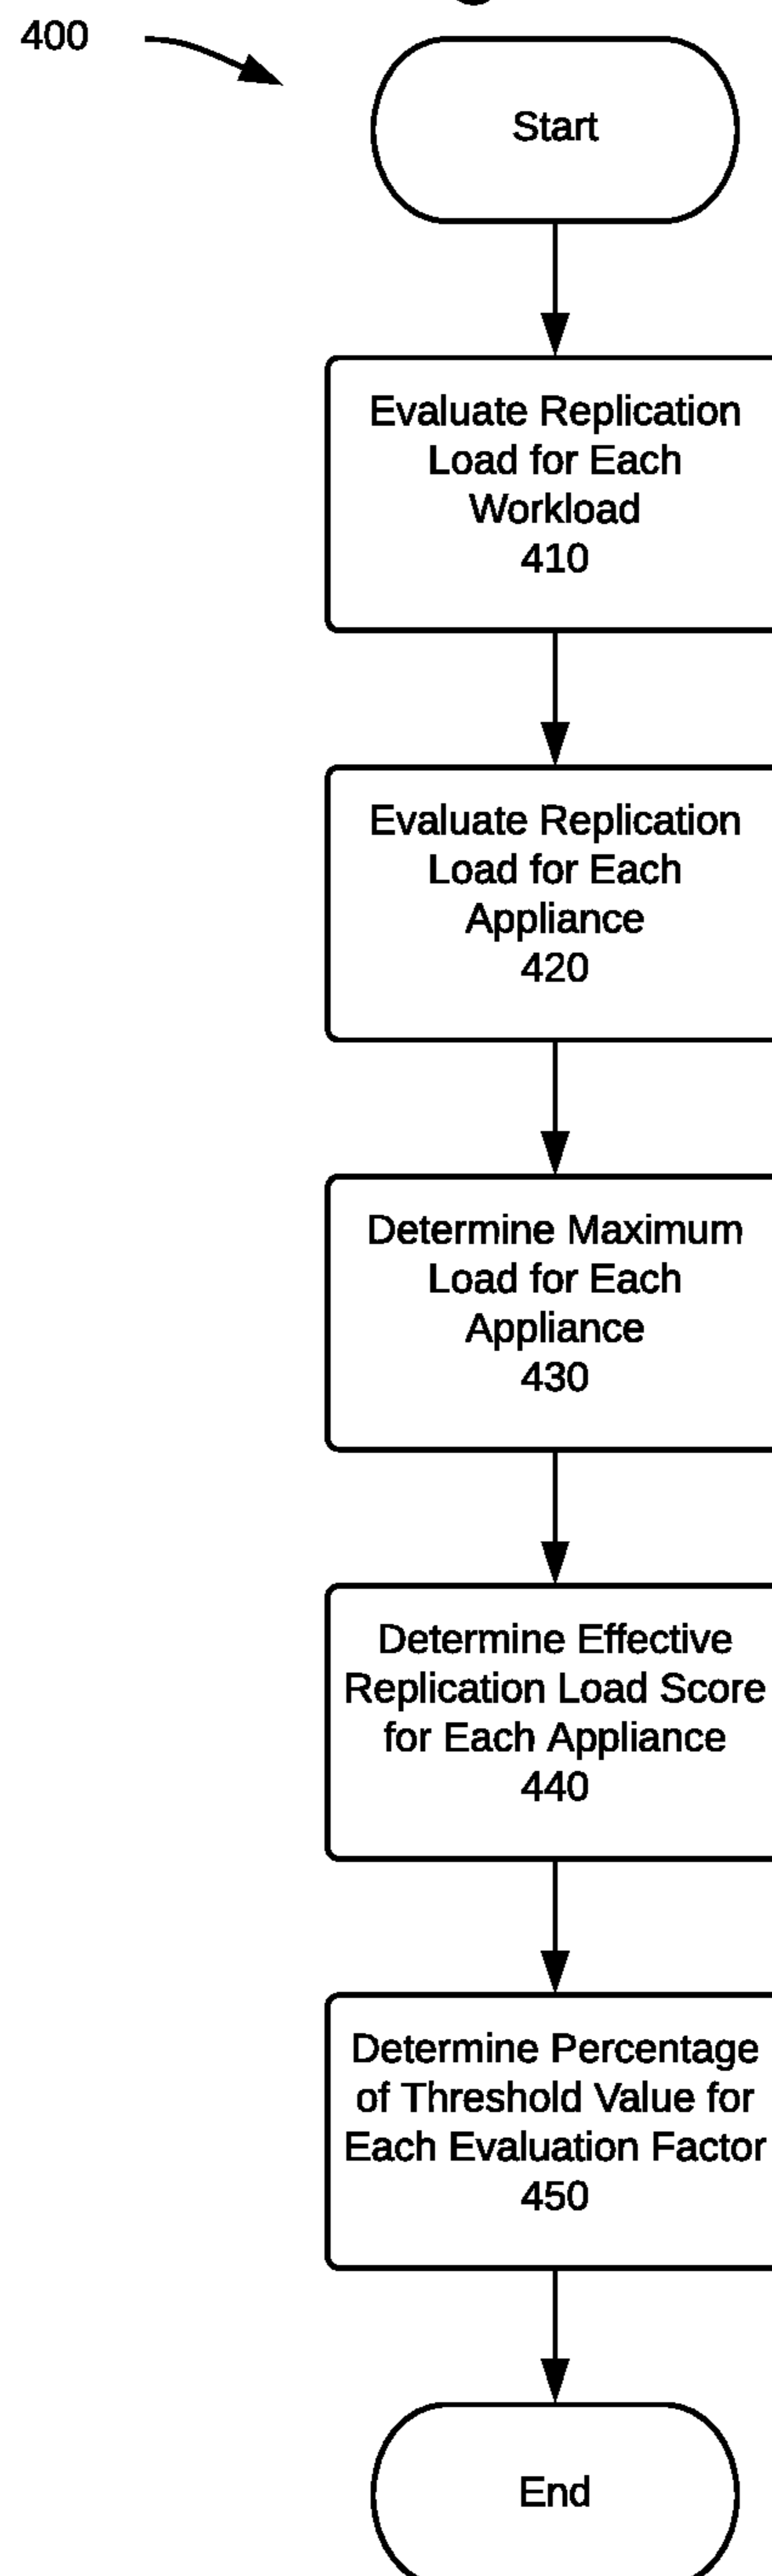 400
Start
Evaluate Replication
Load for Each
Workload
410
Evaluate Replication
Load for Each
Appliance
420
Determine Maximum
Load for Each
Appliance
430
Determine Effective
Replication Load Score
for Each Appliance
440
Determine Percentage
of Threshold Value for
Each Evaluation Factor
450
End